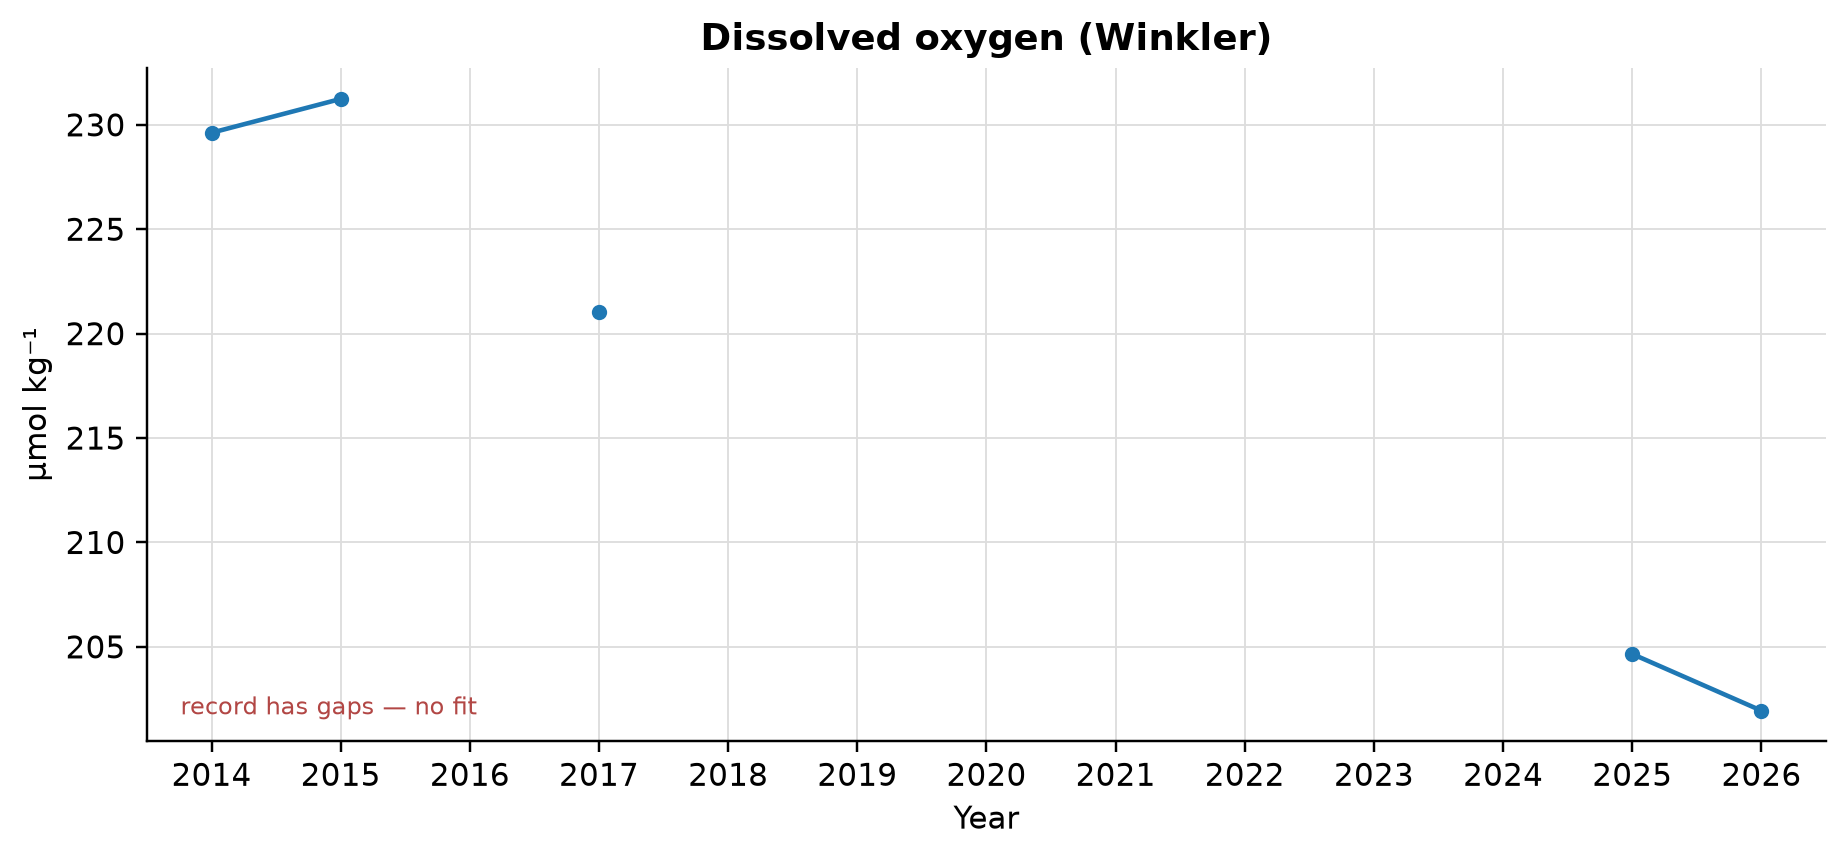 Dissolved oxygen (Winkler)
µmol kg⁻¹
230
225
220
215
210
205
record has gaps — no fit
2014 2015 2016 2017 2018 2019 2020 2021 2022 2023 2024 2025 2026
Year